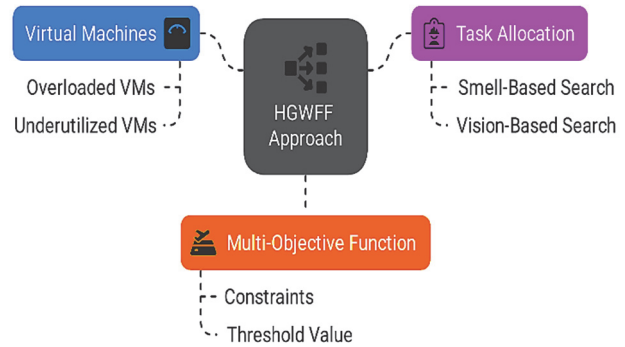 Virtual Machines
Overloaded VMs
Underutilized VMs
HGWFF
Approach
Task Allocation
Smell-Based Search
Vision-Based Search
Multi-Objective Function
Constraints
Threshold Value